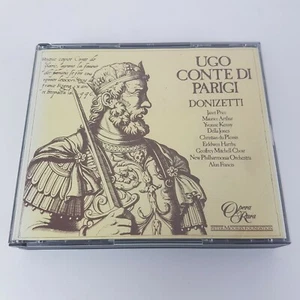 UGO
CONTE DI
PARIGI
DONIZETTI
Janet Price
Maurice Arthur
Yvonne Kenny
Della Jones
Christian du Plessis
Eiddwen Harrhy
Geoffrey Mitchell Choir
New Philharmonia Orchestra
Alun Francis
Opera
Rara